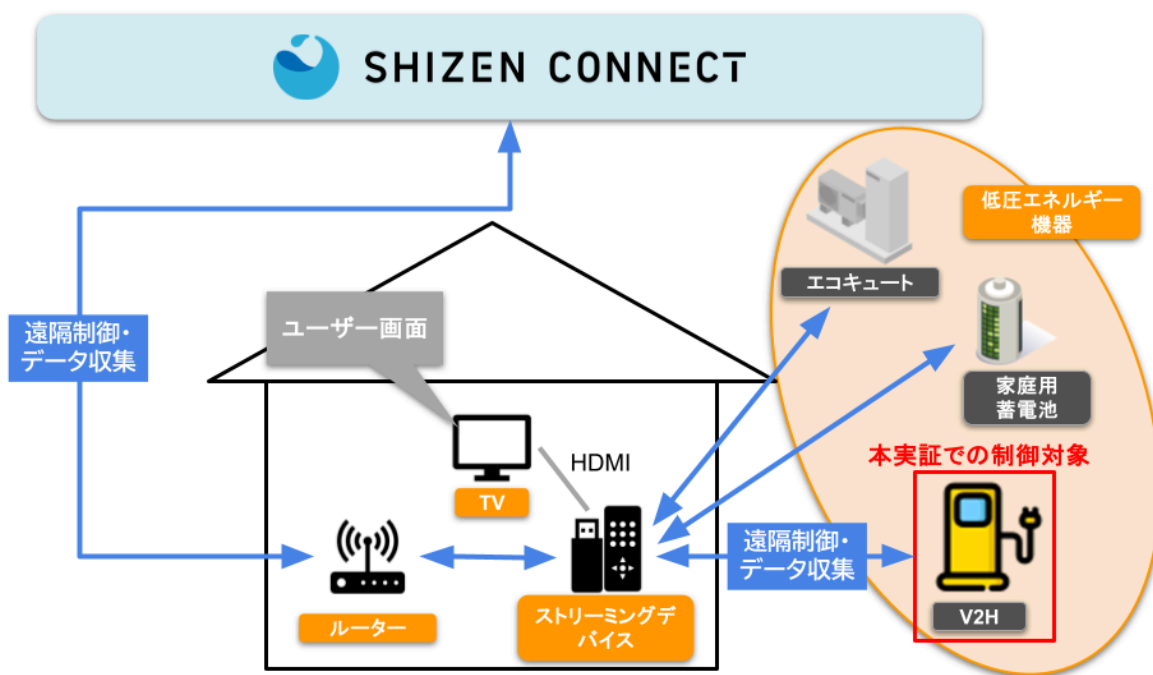 SHIZEN CONNECT
低圧エネルギー
機器
エコキュート
ユーザー画面
遠隔制御・
データ収集
家庭用
蓄電池
本実証での制御対象
HDMI
TV
遠隔制御・
データ収集
ルーター
ストリーミングデ
バイス
V2H